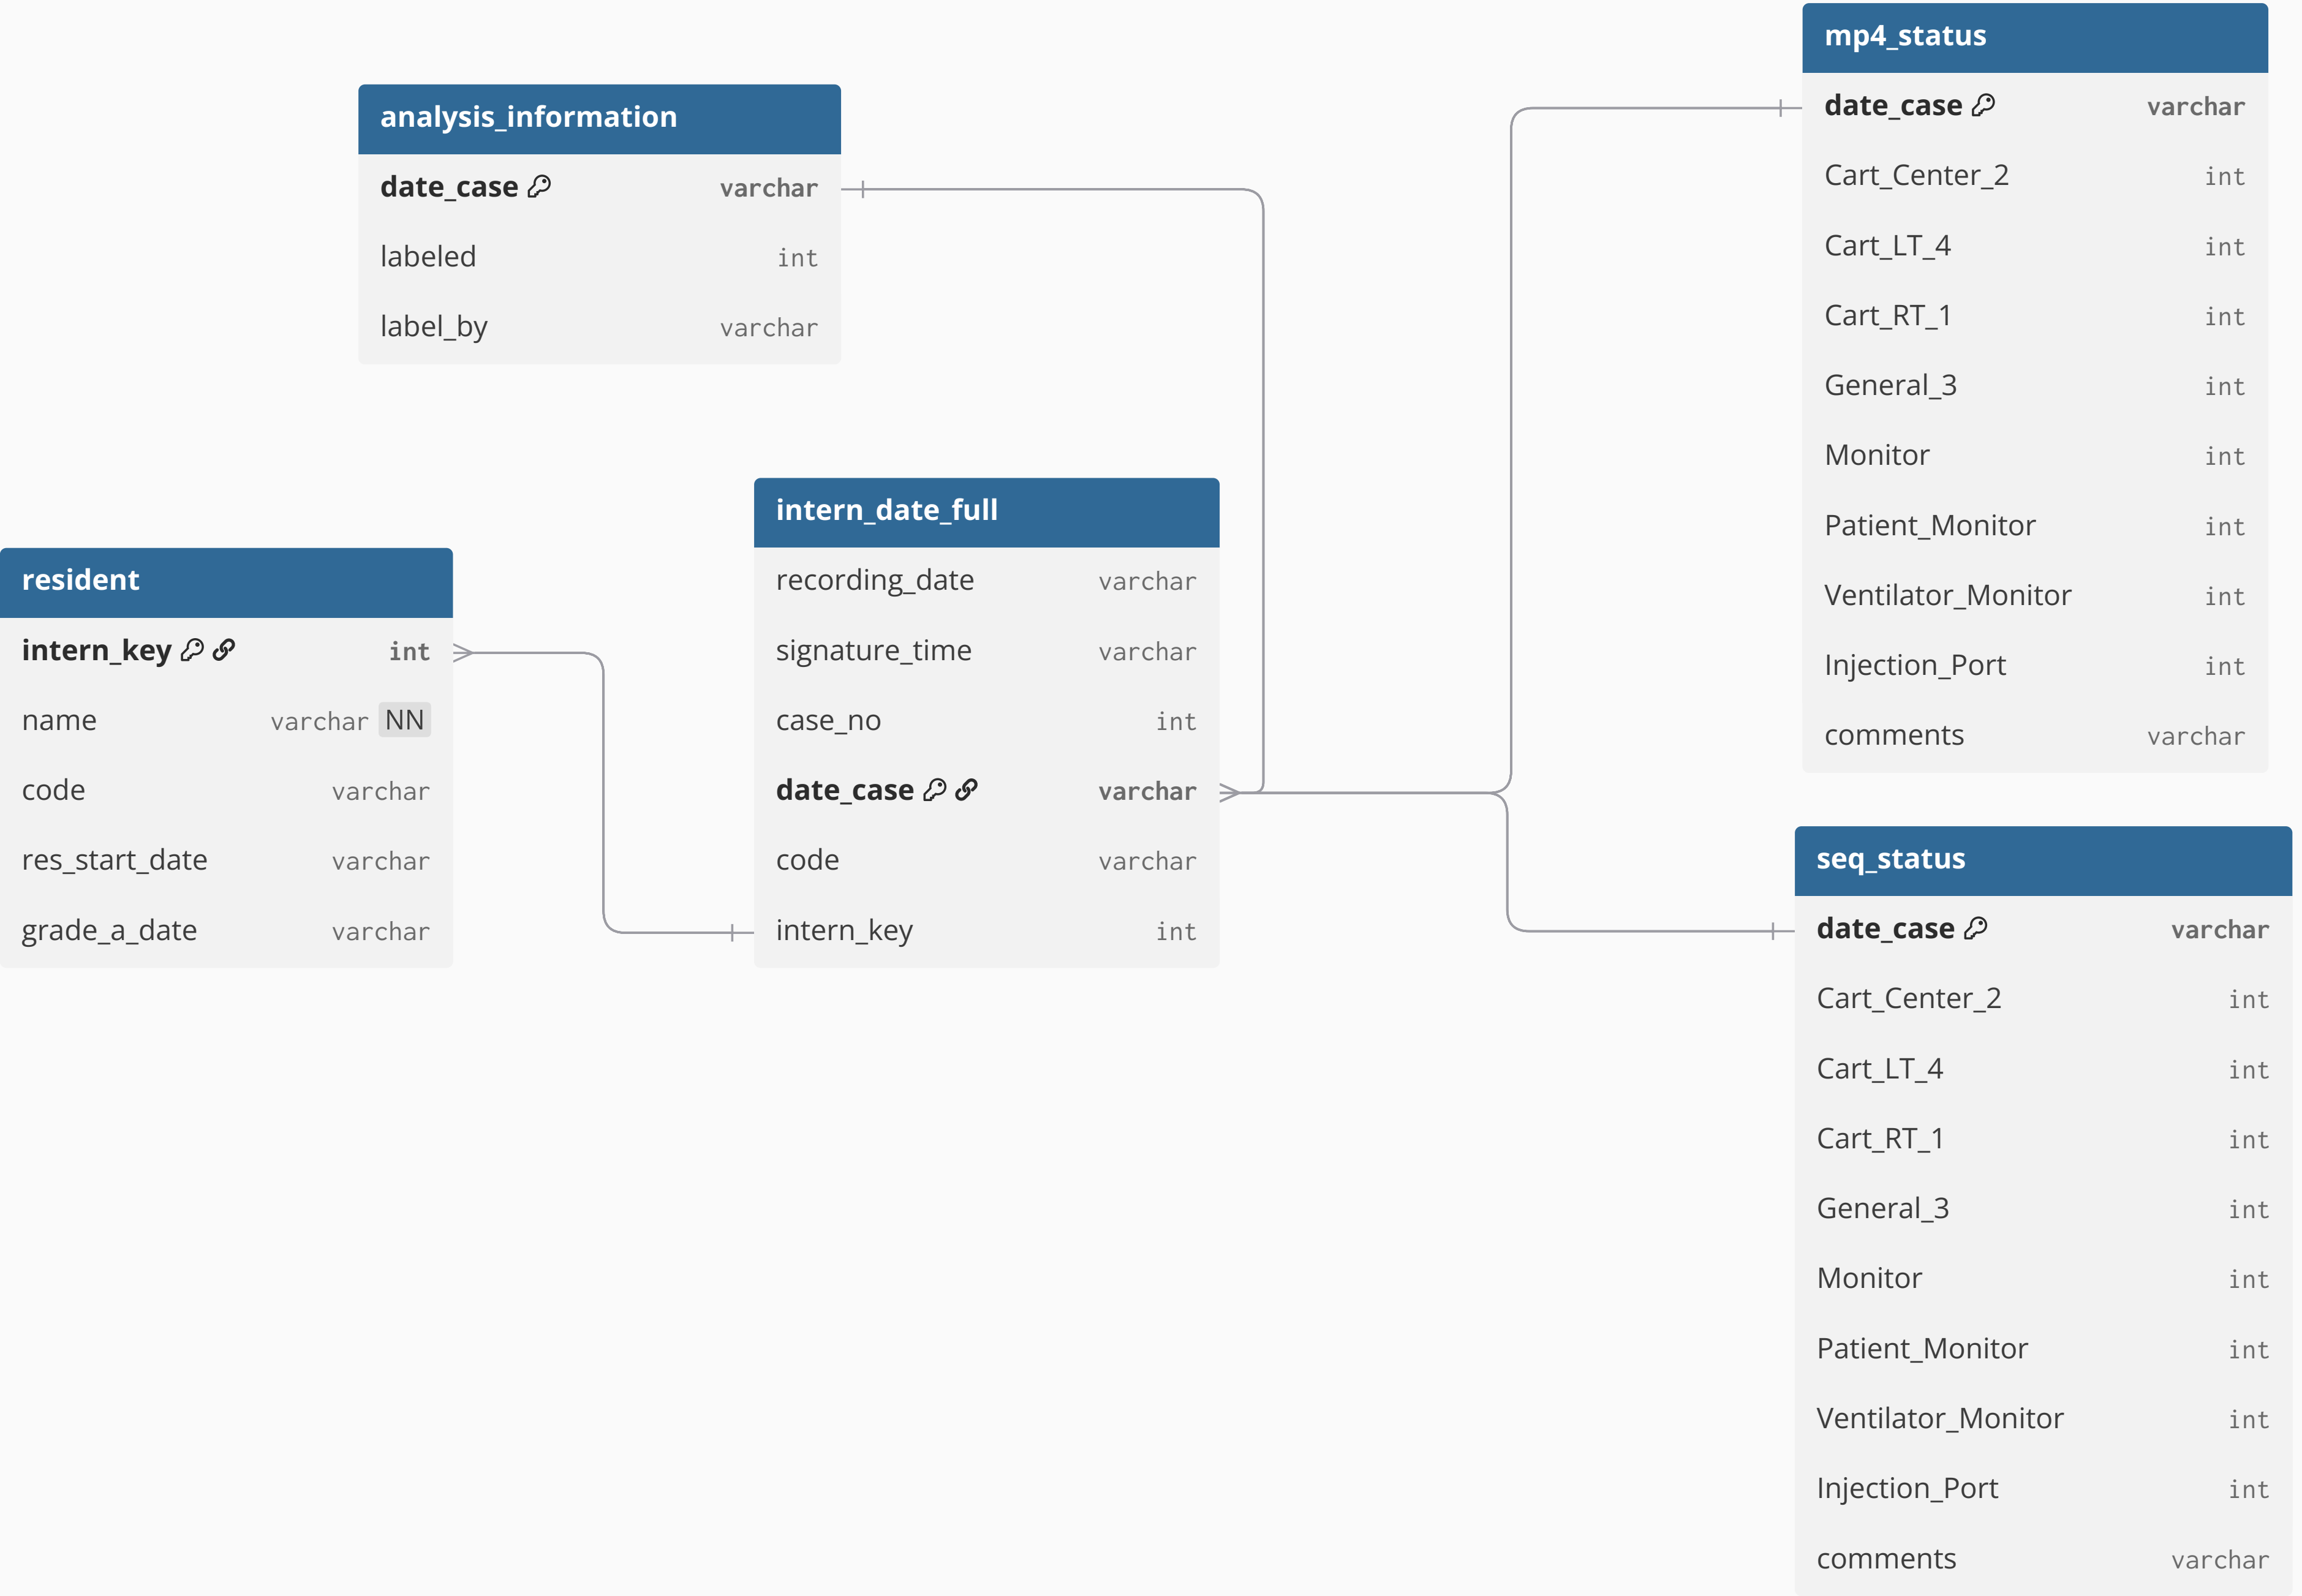 analysis_information
date_case varchar
labeled int
label_by varchar
resident
intern_key int
name varchar NN
code varchar
res_start_date varchar
grade_a_date varchar
intern_date_full
recording_date varchar
signature_time varchar
case_no int
date_case varchar
code varchar
intern_key int
mp4_status
date_case varchar
Cart_Center_2 int
Cart_LT_4 int
Cart_RT_1 int
General_3 int
Monitor int
Patient_Monitor int
Ventilator_Monitor int
Injection_Port int
comments varchar
seq_status
date_case varchar
Cart_Center_2 int
Cart_LT_4 int
Cart_RT_1 int
General_3 int
Monitor int
Patient_Monitor int
Ventilator_Monitor int
Injection_Port int
comments varchar